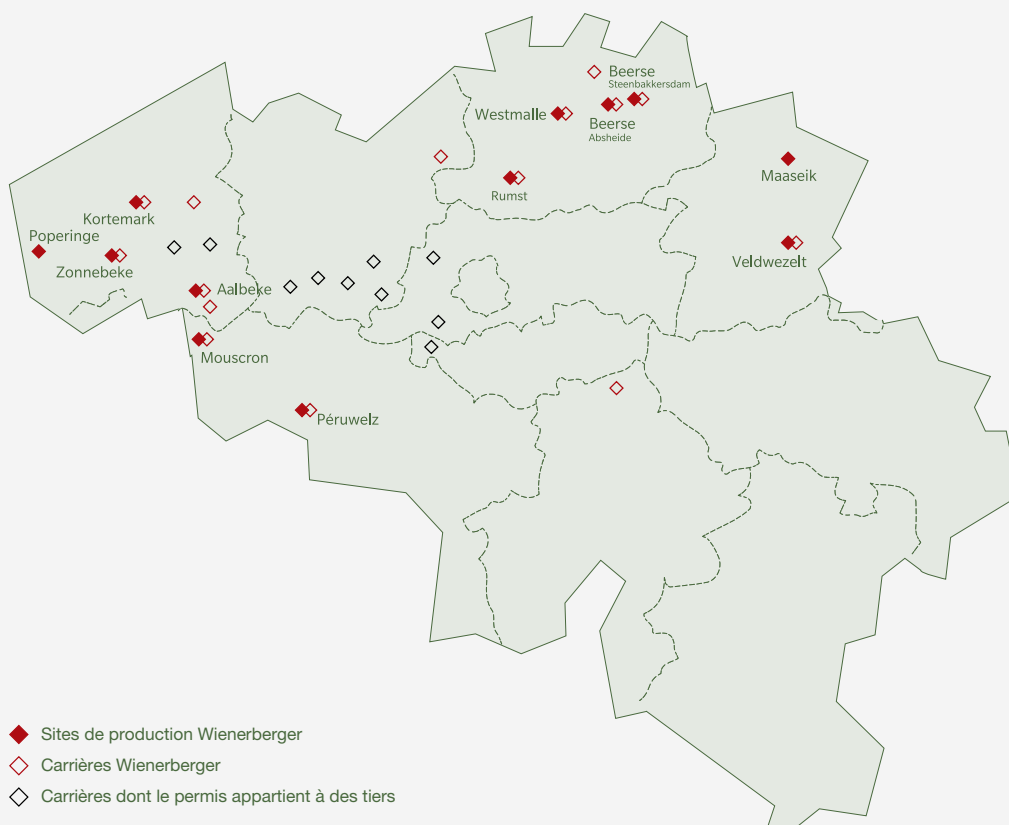 Beerse
Steenbakkersdam
Westmalle
Beerse
Absheide
Maaseik
Rumst
Kortemark
Poperinge
Zonnebeke
Veldwezelt
Aalbeke
Mouscron
Péruwelz
Sites de production Wienerberger
Carrières Wienerberger
Carrières dont le permis appartient à des tiers